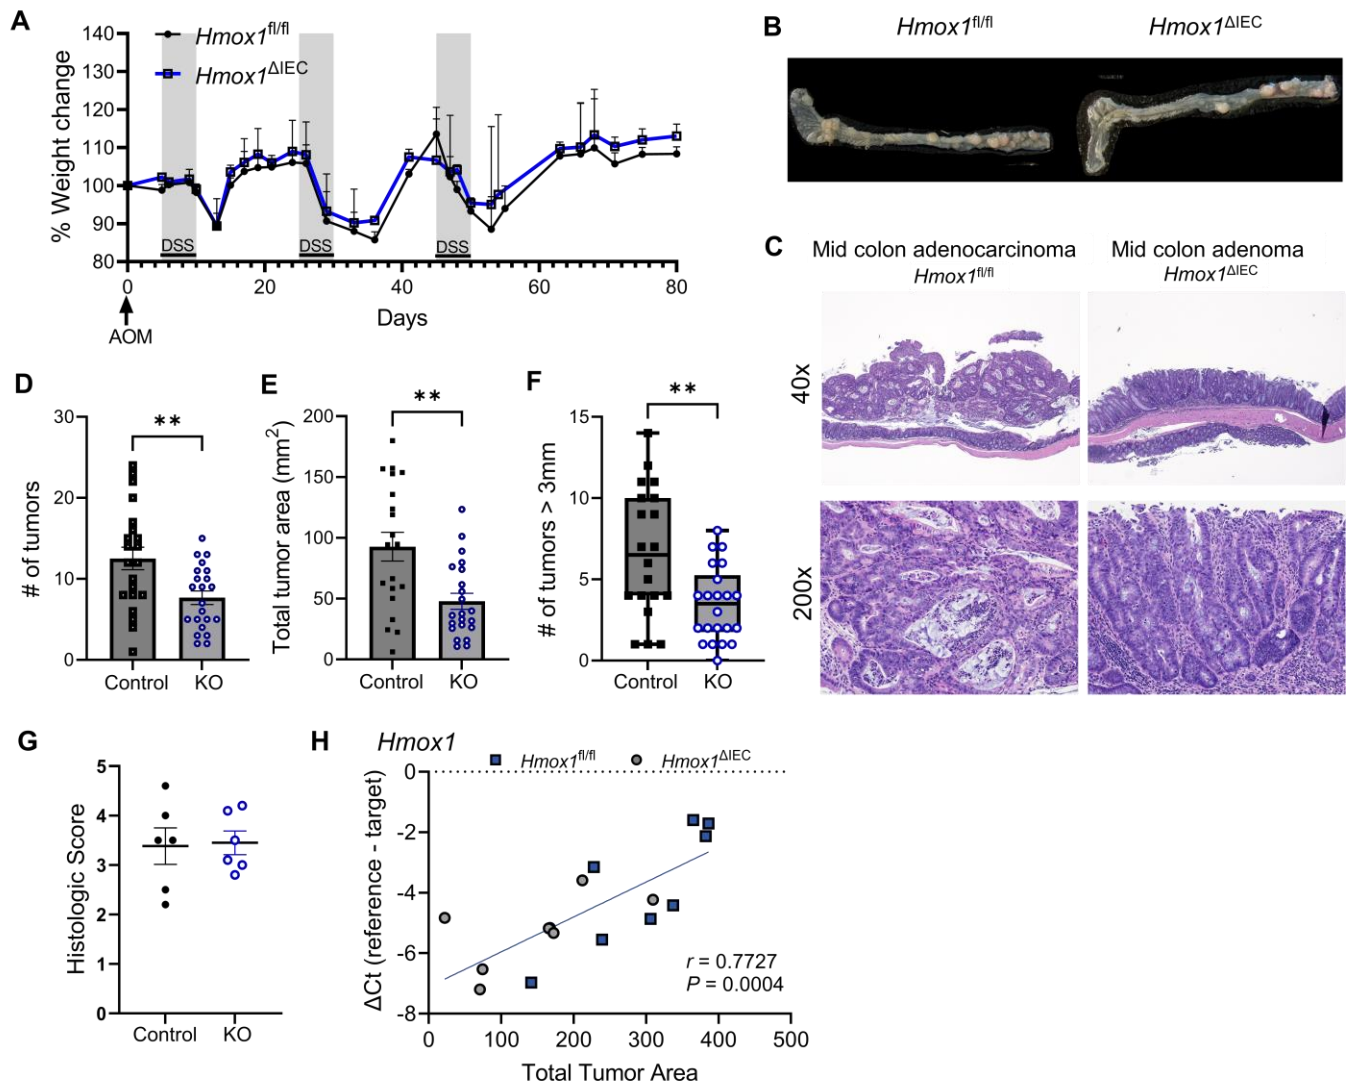 A
140
130
120
110
100
90
80
% Weight change
Hmox1fl/fl
Hmox1ΔIEC
DSS
DSS
DSS
0
20
40
60
80
Days
AOM
B
Hmox1fl/fl
Hmox1ΔIEC
C
Mid colon adenocarcinoma
Hmox1fl/fl
Mid colon adenoma
Hmox1ΔIEC
40x
200x
D
30
20
10
0
# of tumors
**
Control
KO
E
200
150
100
50
0
Total tumor area (mm2)
**
Control
KO
F
15
10
5
0
# of tumors > 3mm
**
Control
KO
G
5
4
3
2
1
0
Histologic Score
Control
KO
H
Hmox1
Hmox1fl/fl
Hmox1ΔIEC
0
-2
-4
-6
-8
ΔCt (reference - target)
r = 0.7727
P = 0.0004
0
100
200
300
400
500
Total Tumor Area